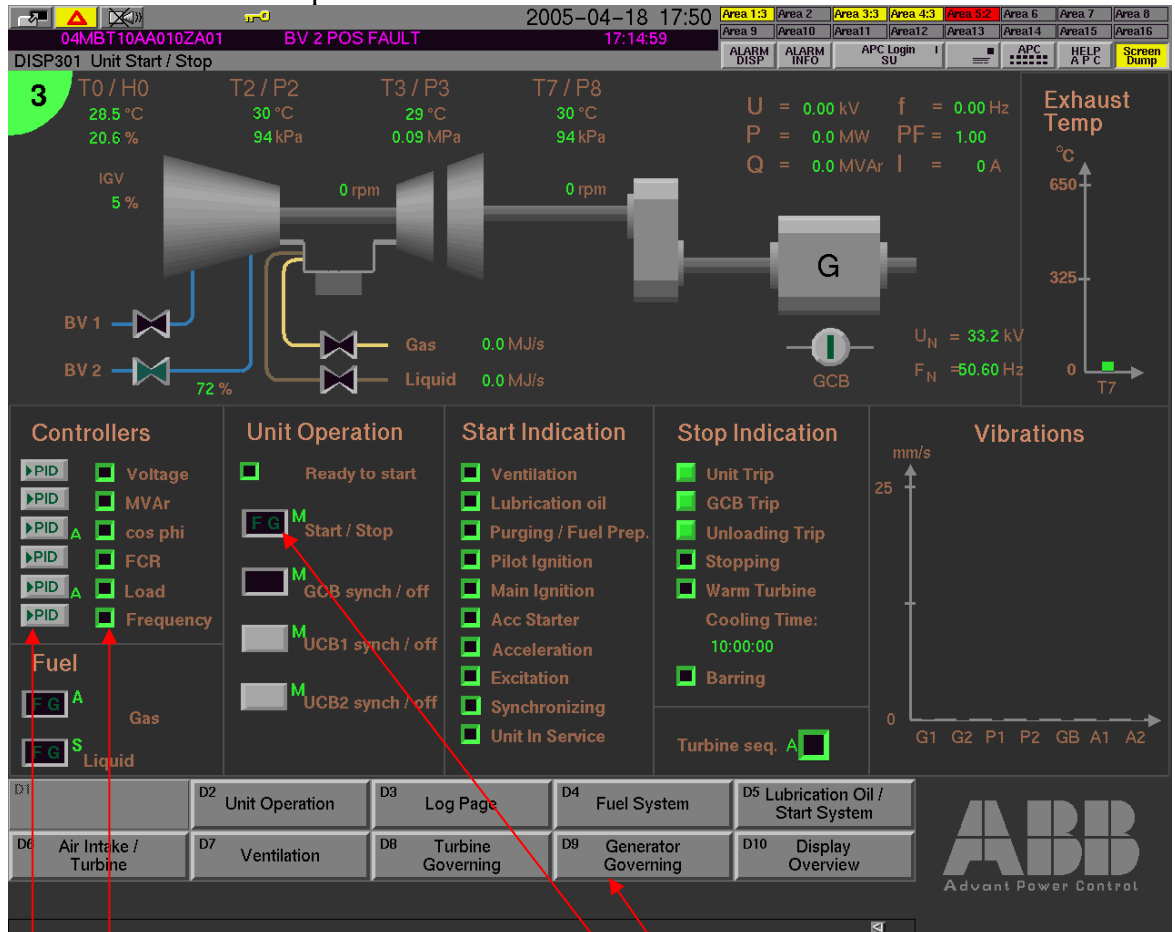 2005-04-18 17:50
Area 1:3 Area 2 Area 3:3 Area 4:3 Area 5:2 Area 6 Area 7 Area 8
04MBT10AA010ZA01 BV 2 POS FAULT 17:14:59
Area 9 Area10 Area11 Area12 Area13 Area14 Area15 Area16
DISP301 Unit Start / Stop
ALARM DISP
ALARM INFO
APC Login I
SU
APC
HELP
A P C
Screen
Dump
3
T0 / H0 T2 / P2 T3 / P3 T7 / P8
28.5 °C 30 °C 29 °C 30 °C
20.6 % 94 kPa 0.09 MPa 94 kPa
U = 0.00 kV f = 0.00 Hz
P = 0.0 MW PF = 1.00
Q = 0.0 MVAr I = 0 A
Exhaust
Temp
°C
650
325
0
T7
IGV
5 %
0 rpm 0 rpm
G
BV 1
BV 2
72 %
Gas 0.0 MJ/s
Liquid 0.0 MJ/s
GCB
UN = 33.2 kV
FN =50.60 Hz
Controllers
PID Voltage
PID MVAr
PID A cos phi
PID FCR
PID A Load
PID Frequency
Fuel
F G A
Gas
F G S
Liquid
Unit Operation
Ready to start
F G M Start / Stop
M GCB synch / off
M UCB1 synch / off
M UCB2 synch / off
Start Indication
Ventilation
Lubrication oil
Purging / Fuel Prep.
Pilot Ignition
Main Ignition
Acc Starter
Acceleration
Excitation
Synchronizing
Unit In Service
Stop Indication
Unit Trip
GCB Trip
Unloading Trip
Stopping
Warm Turbine
Cooling Time:
10:00:00
Barring
Turbine seq. A
Vibrations
mm/s
25
0
G1 G2 P1 P2 GB A1 A2
D1
D2 Unit Operation
D3 Log Page
D4 Fuel System
D5 Lubrication Oil /
Start System
D6 Air Intake /
Turbine
D7 Ventilation
D8 Turbine
Governing
D9 Generator
Governing
D10 Display
Overview
ABB
Advant Power Control